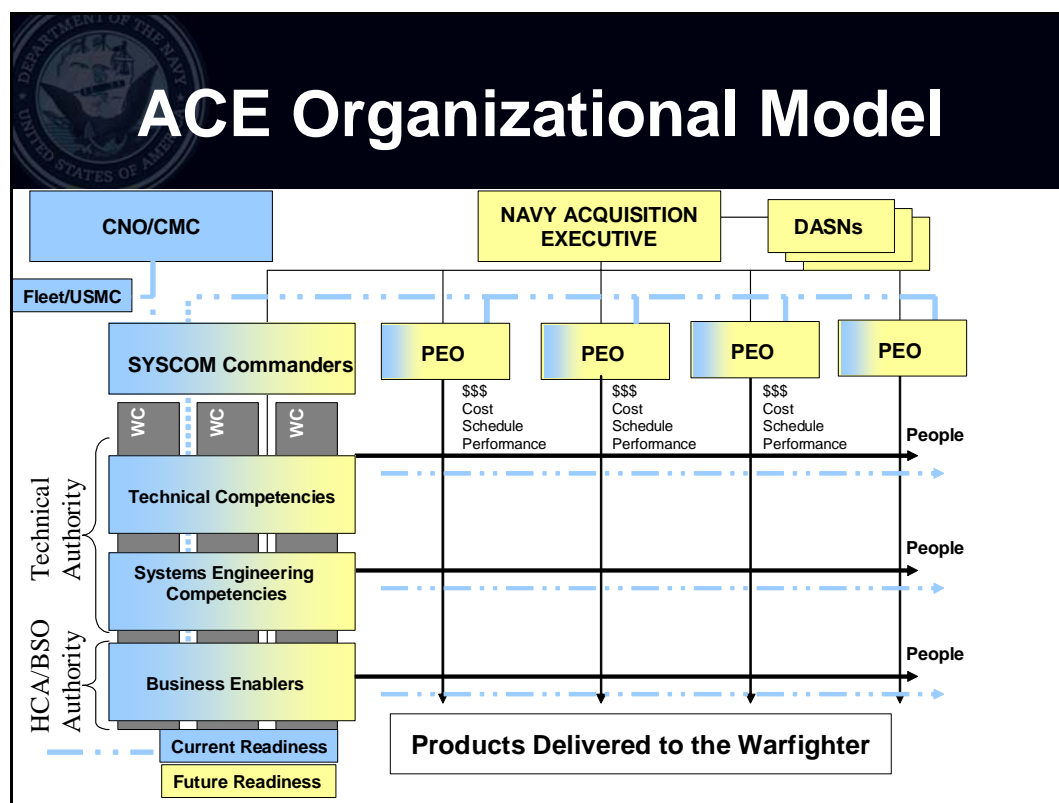 DEPARTMENT OF THE NAVY
UNITED STATES OF AMERICA
ACE Organizational Model
CNO/CMC
NAVY ACQUISITION
EXECUTIVE
DASNs
Fleet/USMC
SYSCOM Commanders
PEO
PEO
PEO
PEO
$$$
Cost
Schedule
Performance
$$$
Cost
Schedule
Performance
$$$
Cost
Schedule
Performance
WC
WC
WC
People
Technical
Authority
Technical Competencies
Systems Engineering
Competencies
People
HCA/BSO
Authority
Business Enablers
People
Current Readiness
Future Readiness
Products Delivered to the Warfighter